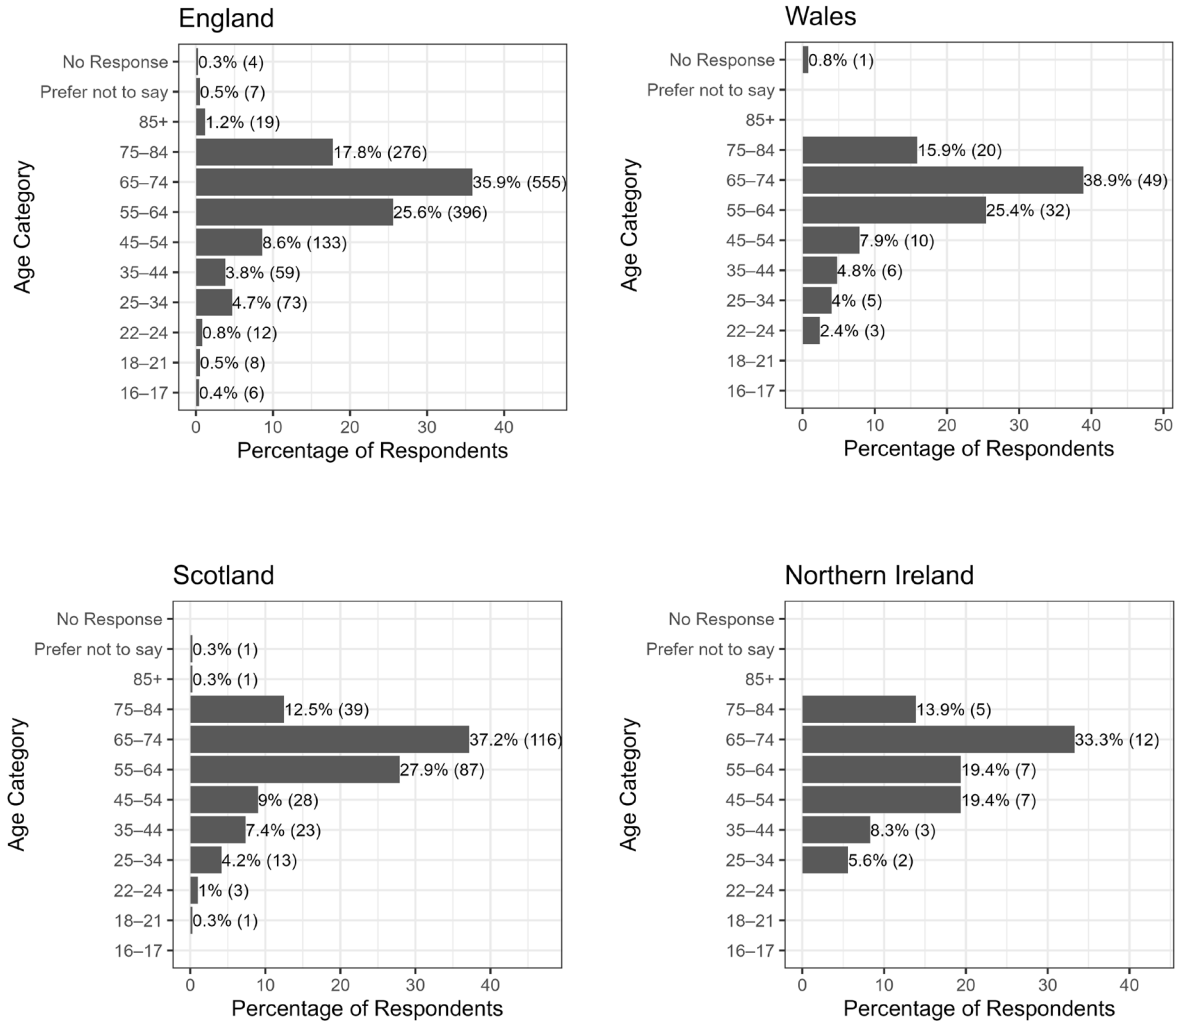 England
No Response 0.3% (4)
Prefer not to say 0.5% (7)
85+ 1.2% (19)
75–84 17.8% (276)
65–74 35.9% (555)
55–64 25.6% (396)
45–54 8.6% (133)
35–44 3.8% (59)
25–34 4.7% (73)
22–24 0.8% (12)
18–21 0.5% (8)
16–17 0.4% (6)
0 10 20 30 40
Percentage of Respondents
Age Category
Wales
No Response 0.8% (1)
Prefer not to say
85+
75–84 15.9% (20)
65–74 38.9% (49)
55–64 25.4% (32)
45–54 7.9% (10)
35–44 4.8% (6)
25–34 4% (5)
22–24 2.4% (3)
18–21
16–17
0 10 20 30 40 50
Percentage of Respondents
Age Category
Scotland
No Response
Prefer not to say 0.3% (1)
85+ 0.3% (1)
75–84 12.5% (39)
65–74 37.2% (116)
55–64 27.9% (87)
45–54 9% (28)
35–44 7.4% (23)
25–34 4.2% (13)
22–24 1% (3)
18–21 0.3% (1)
16–17
0 10 20 30 40
Percentage of Respondents
Age Category
Northern Ireland
No Response
Prefer not to say
85+
75–84 13.9% (5)
65–74 33.3% (12)
55–64 19.4% (7)
45–54 19.4% (7)
35–44 8.3% (3)
25–34 5.6% (2)
22–24
18–21
16–17
0 10 20 30 40
Percentage of Respondents
Age Category